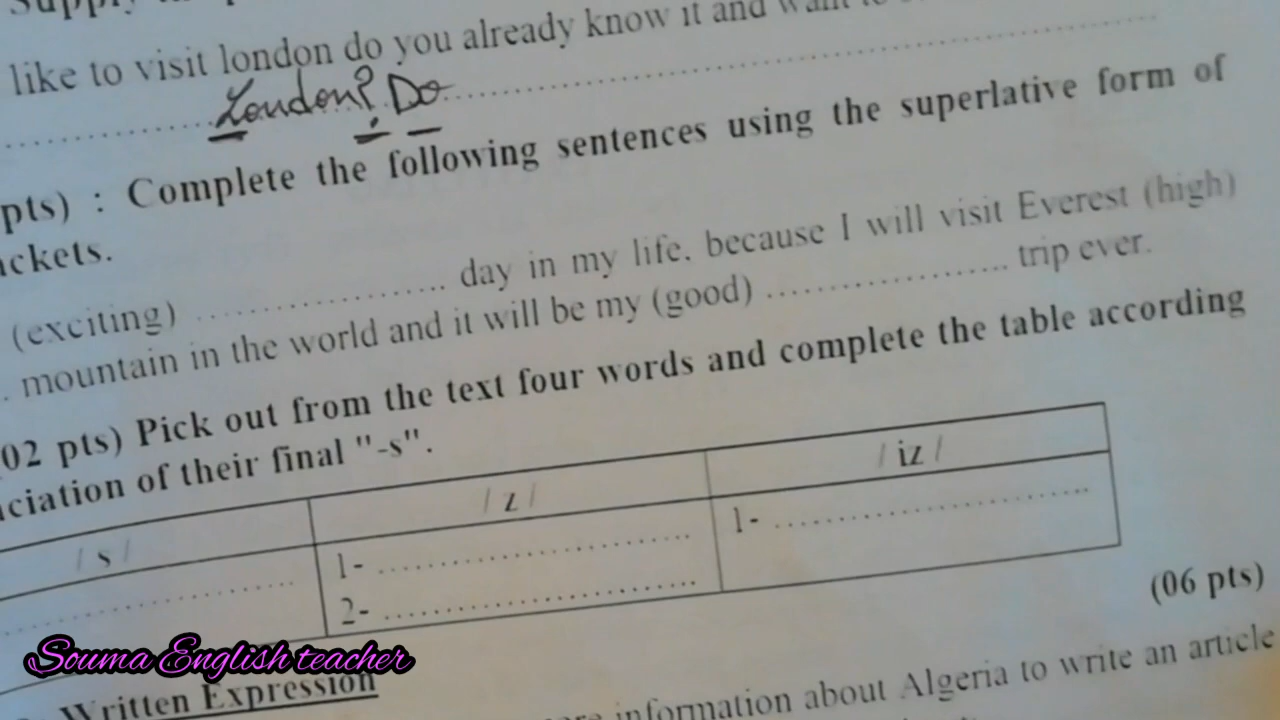 like to visit london do you already know it and
London? Do
pts) : Complete the following sentences using the superlative form of
ackets.
(exciting) .......................... day in my life. because I will visit Everest (high)
. mountain in the world and it will be my (good) ......................... trip ever.
02 pts) Pick out from the text four words and complete the table according
ciation of their final "-s".
/ s / / z / / iz /
1- .......................... 1- ..........................
2- ..........................
(06 pts)
Written Expression
information about Algeria to write an article
Souma English teacher